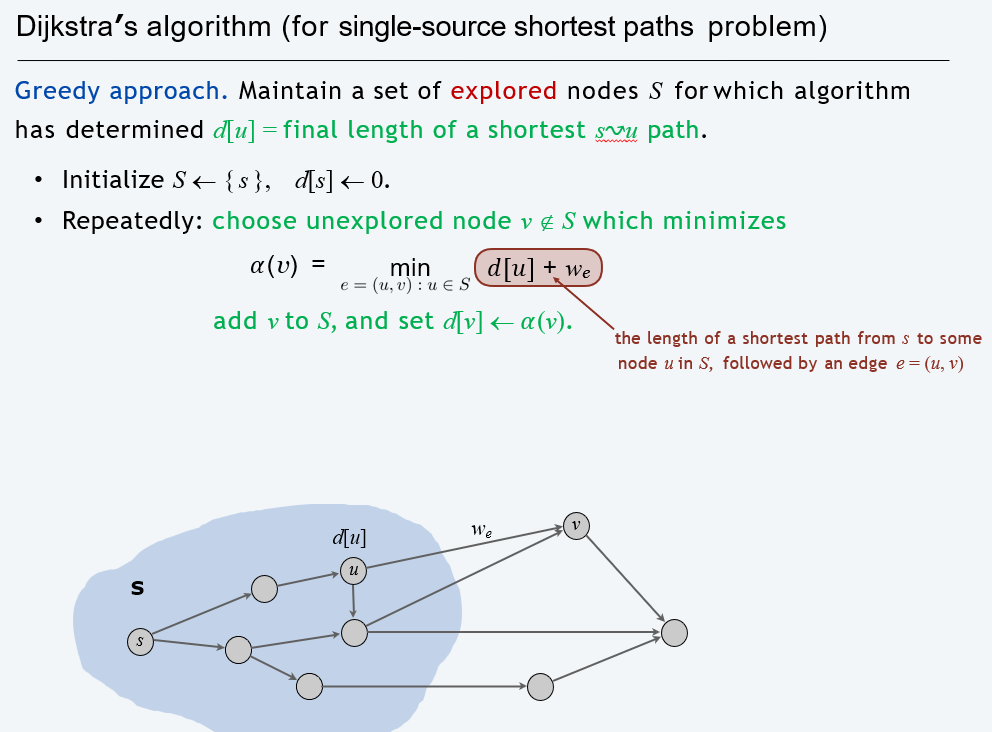 Dijkstra′s algorithm (for single-source shortest paths problem)
Greedy approach. Maintain a set of explored nodes S for which algorithm
has determined d[u] = final length of a shortest s↝u path.
• Initialize S ← { s }, d[s] ← 0.
• Repeatedly: choose unexplored node v ∉ S which minimizes
α(v) = min d[u] + wₑ
e = (u, v) : u ∈ S
add v to S, and set d[v] ← α(v).
the length of a shortest path from s to some
node u in S, followed by an edge e = (u, v)
d[u]
wₑ
v
u
S
s